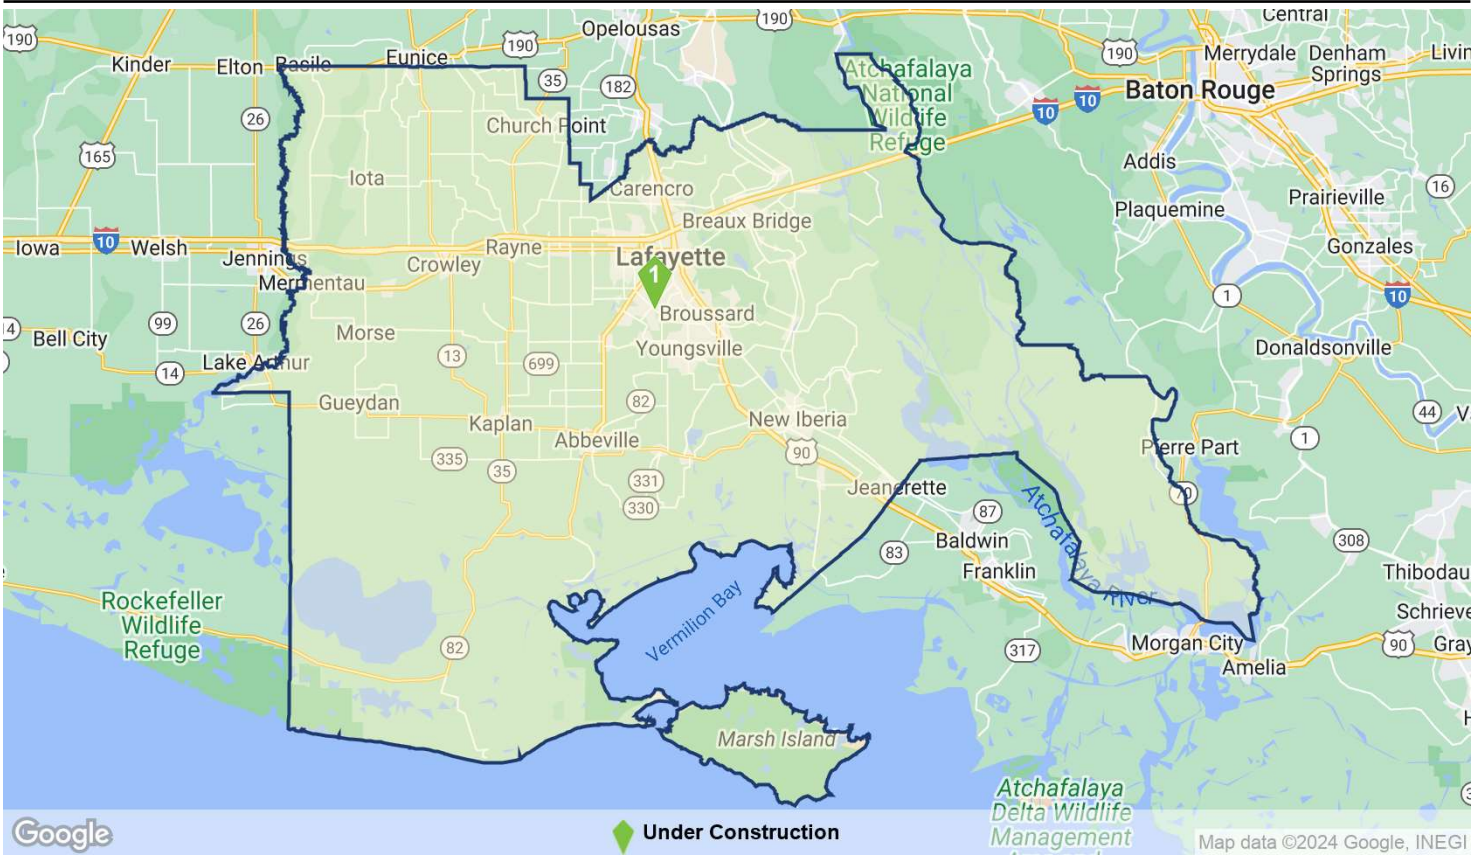 190
Kinder
Elton
Basile
Eunice
190
Opelousas
190
190
Central
Merrydale
Denham
Springs
35
182
Atchafalaya
National
Wildlife
Refuge
10
10
Baton Rouge
26
Church Point
165
Iota
Carencro
Addis
16
Prairieville
Plaquemine
Breaux Bridge
Iowa
10
Welsh
Jennings
Rayne
Lafayette
Gonzales
Crowley
Mermentau
1
1
10
Broussard
99
26
Morse
Bell City
Youngsville
Donaldsonville
Lake Arthur
14
13
699
Gueydan
82
44
Kaplan
New Iberia
Abbeville
1
335
35
90
Pierre Part
331
Jeanerette
70
330
87
Atchafalaya River
Baldwin
83
308
Franklin
Rockefeller
Wildlife
Refuge
Vermilion Bay
82
317
Morgan City
Amelia
90
Marsh Island
Atchafalaya
Delta Wildlife
Management
Google
Under Construction
Map data ©2024 Google, INEGI